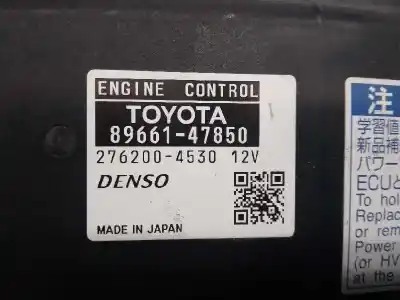 ENGINE CONTROL
TOYOTA
89661-47850
276200-4530 12V
DENSO
MADE IN JAPAN
注
学習値
新品補
パワー
ECUと
To hol
Replac
or remo
Power
(or HV
at the